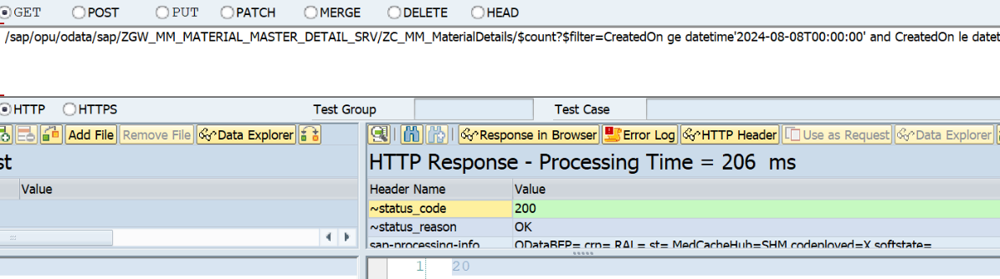 GET POST PUT PATCH MERGE DELETE HEAD
/sap/opu/odata/sap/ZGW_MM_MATERIAL_MASTER_DETAIL_SRV/ZC_MM_MaterialDetails/$count?$filter=CreatedOn ge datetime'2024-08-08T00:00:00' and CreatedOn le datet
HTTP HTTPS Test Group Test Case
Add File Remove File Data Explorer Response in Browser Error Log HTTP Header Use as Request Data Explorer
st HTTP Response - Processing Time = 206 ms
Value Header Name Value
~status_code 200
~status_reason OK
sap-processing-info ODataBEP= crp= RAL= st= MedCacheHub=SHM codeployed=X softstate=
1 20